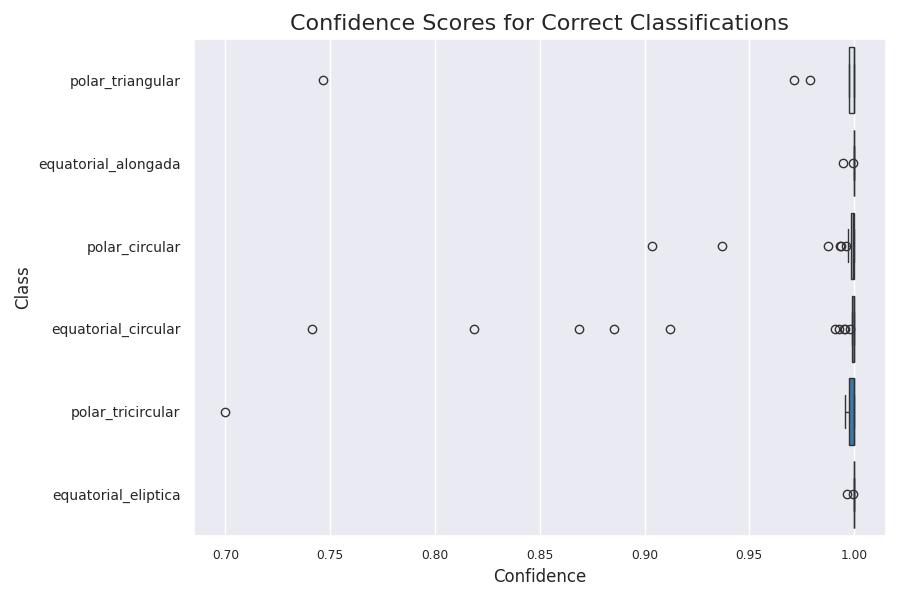 Confidence Scores for Correct Classifications
polar_triangular
equatorial_alongada
polar_circular
equatorial_circular
polar_tricircular
equatorial_eliptica
Class
0.70 0.75 0.80 0.85 0.90 0.95 1.00
Confidence